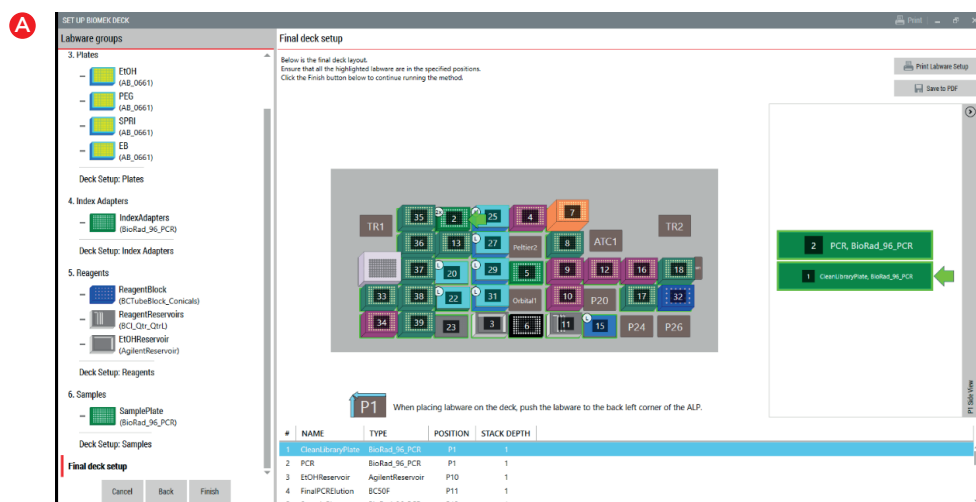 A
SET UP BIOMEK DECK
Print
Labware groups
3. Plates
EtOH
(AB_0661)
PEG
(AB_0661)
SPRI
(AB_0661)
EB
(AB_0661)
Deck Setup: Plates
4. Index Adapters
IndexAdapters
(BioRad_96_PCR)
Deck Setup: Index Adapters
5. Reagents
ReagentBlock
(BCTubeBlock_Conicals)
ReagentReservoirs
(BCI_Qtr_QtrL)
EtOHReservoir
(AgilentReservoir)
Deck Setup: Reagents
6. Samples
SamplePlate
(BioRad_96_PCR)
Deck Setup: Samples
Final deck setup
Cancel Back Finish
Final deck setup
Below is the final deck layout.
Ensure that all the highlighted labware are in the specified positions.
Click the Finish button below to continue running the method.
Print Labware Setup
Save to PDF
TR1 35 2 25 4 7 TR2
36 13 L 27 Peltier2 8 ATC1
37 L 20 L 29 5 9 12 16 18
33 38 L 22 L 31 Orbital1 10 P20 17 32
34 39 23 3 6 11 L 15 P24 P26
2 PCR, BioRad_96_PCR
1 CleanLibraryPlate, BioRad_96_PCR
P1 Side View
P1 When placing labware on the deck, push the labware to the back left corner of the ALP.
# NAME TYPE POSITION STACK DEPTH
1 CleanLibraryPlate BioRad_96_PCR P1 1
2 PCR BioRad_96_PCR P1 1
3 EtOHReservoir AgilentReservoir P10 1
4 FinalPCRElution BC50F P11 1